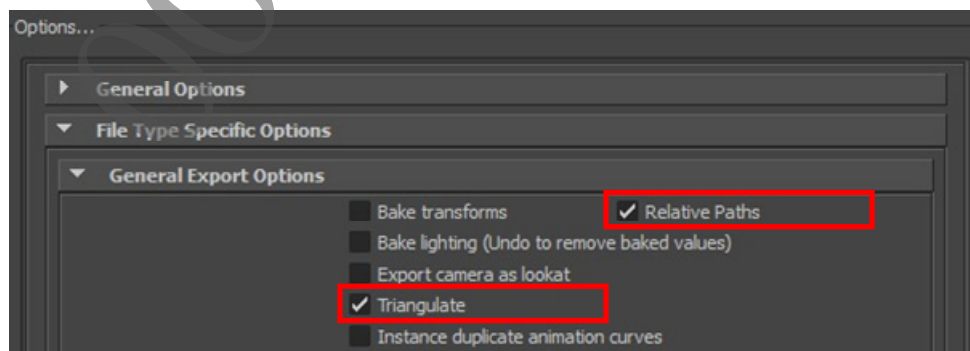 Options...
General Options
File Type Specific Options
General Export Options
Bake transforms Relative Paths
Bake lighting (Undo to remove baked values)
Export camera as lookat
Triangulate
Instance duplicate animation curves